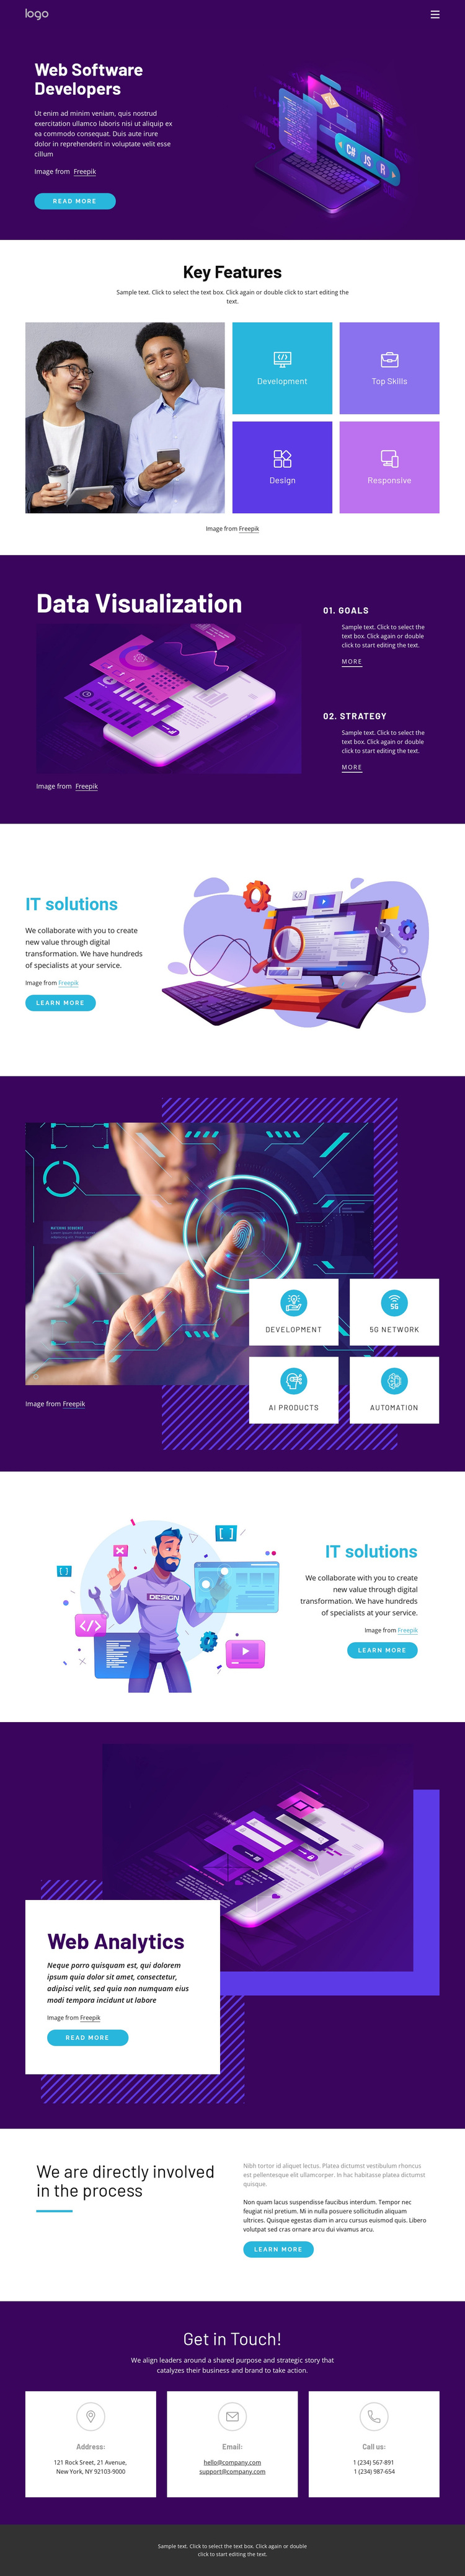 logo
Web Software
Developers
Ut enim ad minim veniam, quis nostrud
exercitation ullamco laboris nisi ut aliquip ex
ea commodo consequat. Duis aute irure
dolor in reprehenderit in voluptate velit esse
cillum
Image from Freepik
READ MORE
C# JS R
Key Features
Sample text. Click to select the text box. Click again or double click to start editing the
text.
Development
Top Skills
Design
Responsive
Image from Freepik
Data Visualization
01. GOALS
Sample text. Click to select the
text box. Click again or double
click to start editing the text.
MORE
02. STRATEGY
Sample text. Click to select the
text box. Click again or double
click to start editing the text.
MORE
Image from Freepik
IT solutions
We collaborate with you to create
new value through digital
transformation. We have hundreds
of specialists at your service.
Image from Freepik
LEARN MORE
</>
DEVELOPMENT
5G
5G NETWORK
AI PRODUCTS
AUTOMATION
Image from Freepik
[ ]
[ ]
DESIGN
</>
IT solutions
We collaborate with you to create
new value through digital
transformation. We have hundreds
of specialists at your service.
Image from Freepik
LEARN MORE
Web Analytics
Neque porro quisquam est, qui dolorem
ipsum quia dolor sit amet, consectetur,
adipisci velit, sed quia non numquam eius
modi tempora incidunt ut labore
Image from Freepik
READ MORE
We are directly involved
in the process
Nibh tortor id aliquet lectus. Platea dictumst vestibulum rhoncus
est pellentesque elit ullamcorper. In hac habitasse platea dictumst
quisque.
Non quam lacus suspendisse faucibus interdum. Tempor nec
feugiat nisl pretium. Mi in nulla posuere sollicitudin aliquam
ultrices. Quisque egestas diam in arcu cursus euismod quis. Libero
volutpat sed cras ornare arcu dui vivamus arcu.
LEARN MORE
Get in Touch!
We align leaders around a shared purpose and strategic story that
catalyzes their business and brand to take action.
Address:
121 Rock Sreet, 21 Avenue,
New York, NY 92103-9000
Email:
hello@company.com
support@company.com
Call us:
1 (234) 567-891
1 (234) 987-654
Sample text. Click to select the text box. Click again or double
click to start editing the text.